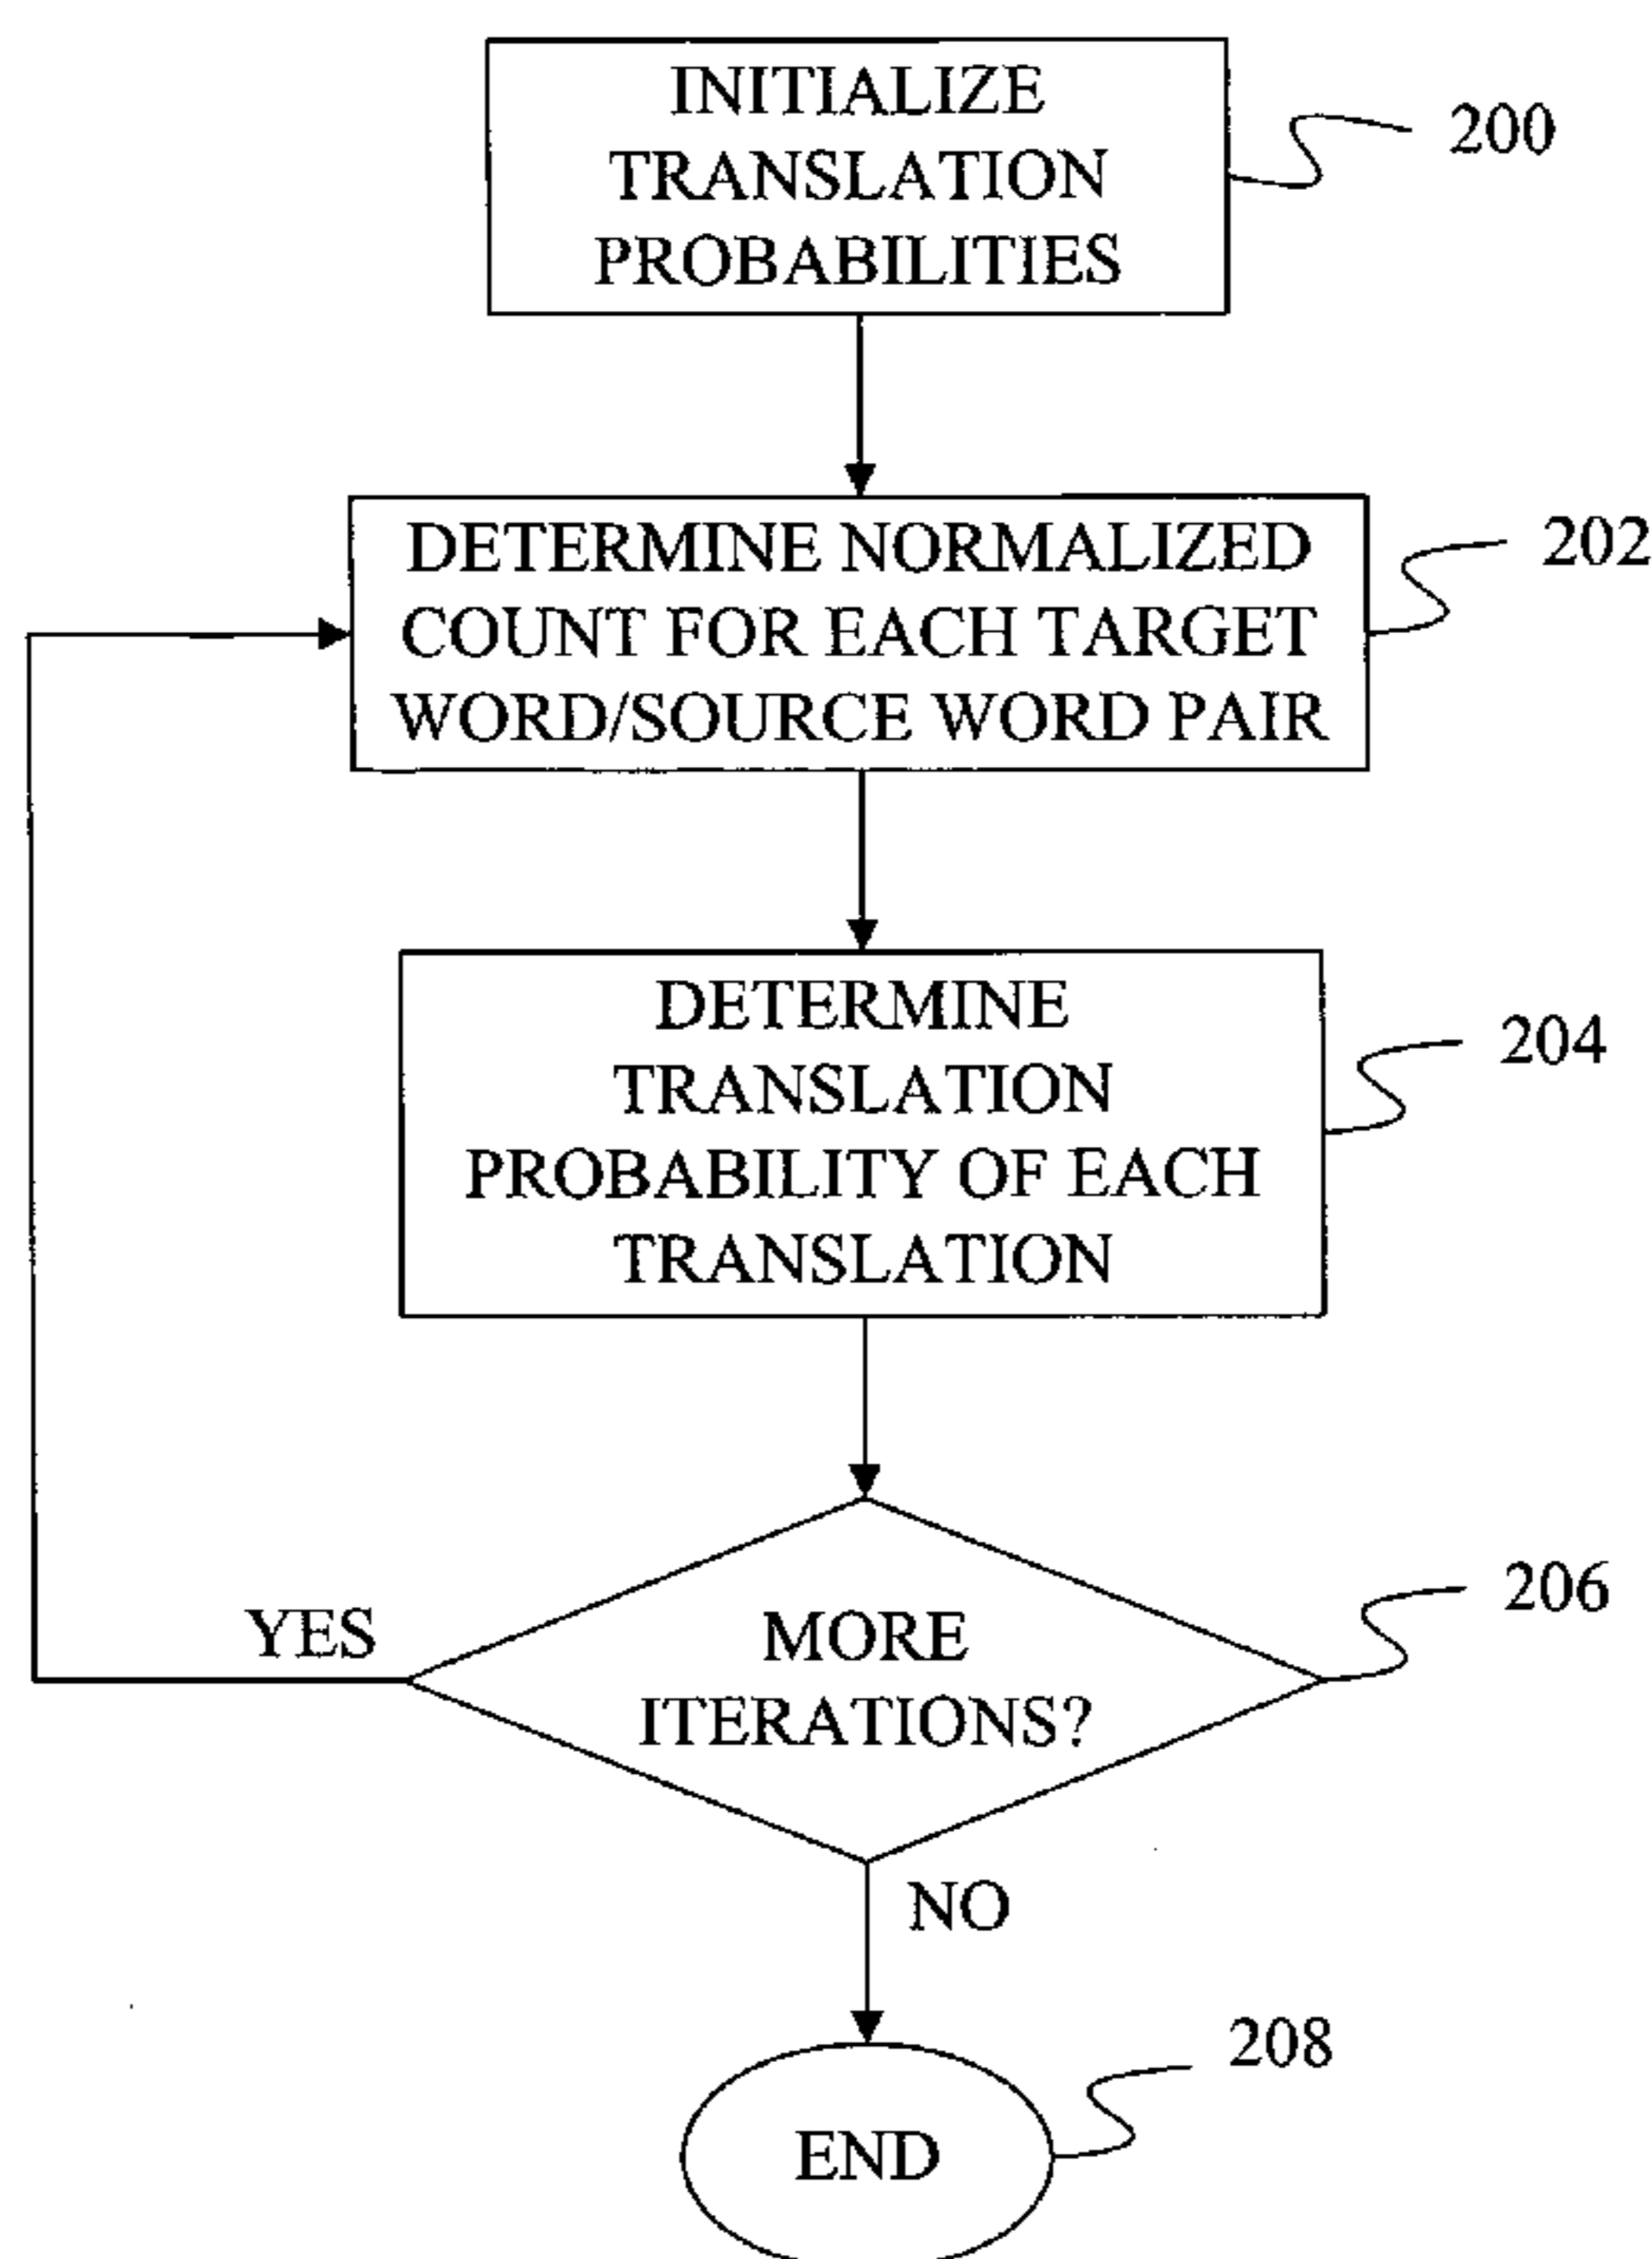 INITIALIZE
TRANSLATION
PROBABILITIES
200
DETERMINE NORMALIZED
COUNT FOR EACH TARGET
WORD/SOURCE WORD PAIR
202
DETERMINE
TRANSLATION
PROBABILITY OF EACH
TRANSLATION
204
MORE
ITERATIONS?
206
YES
NO
END
208